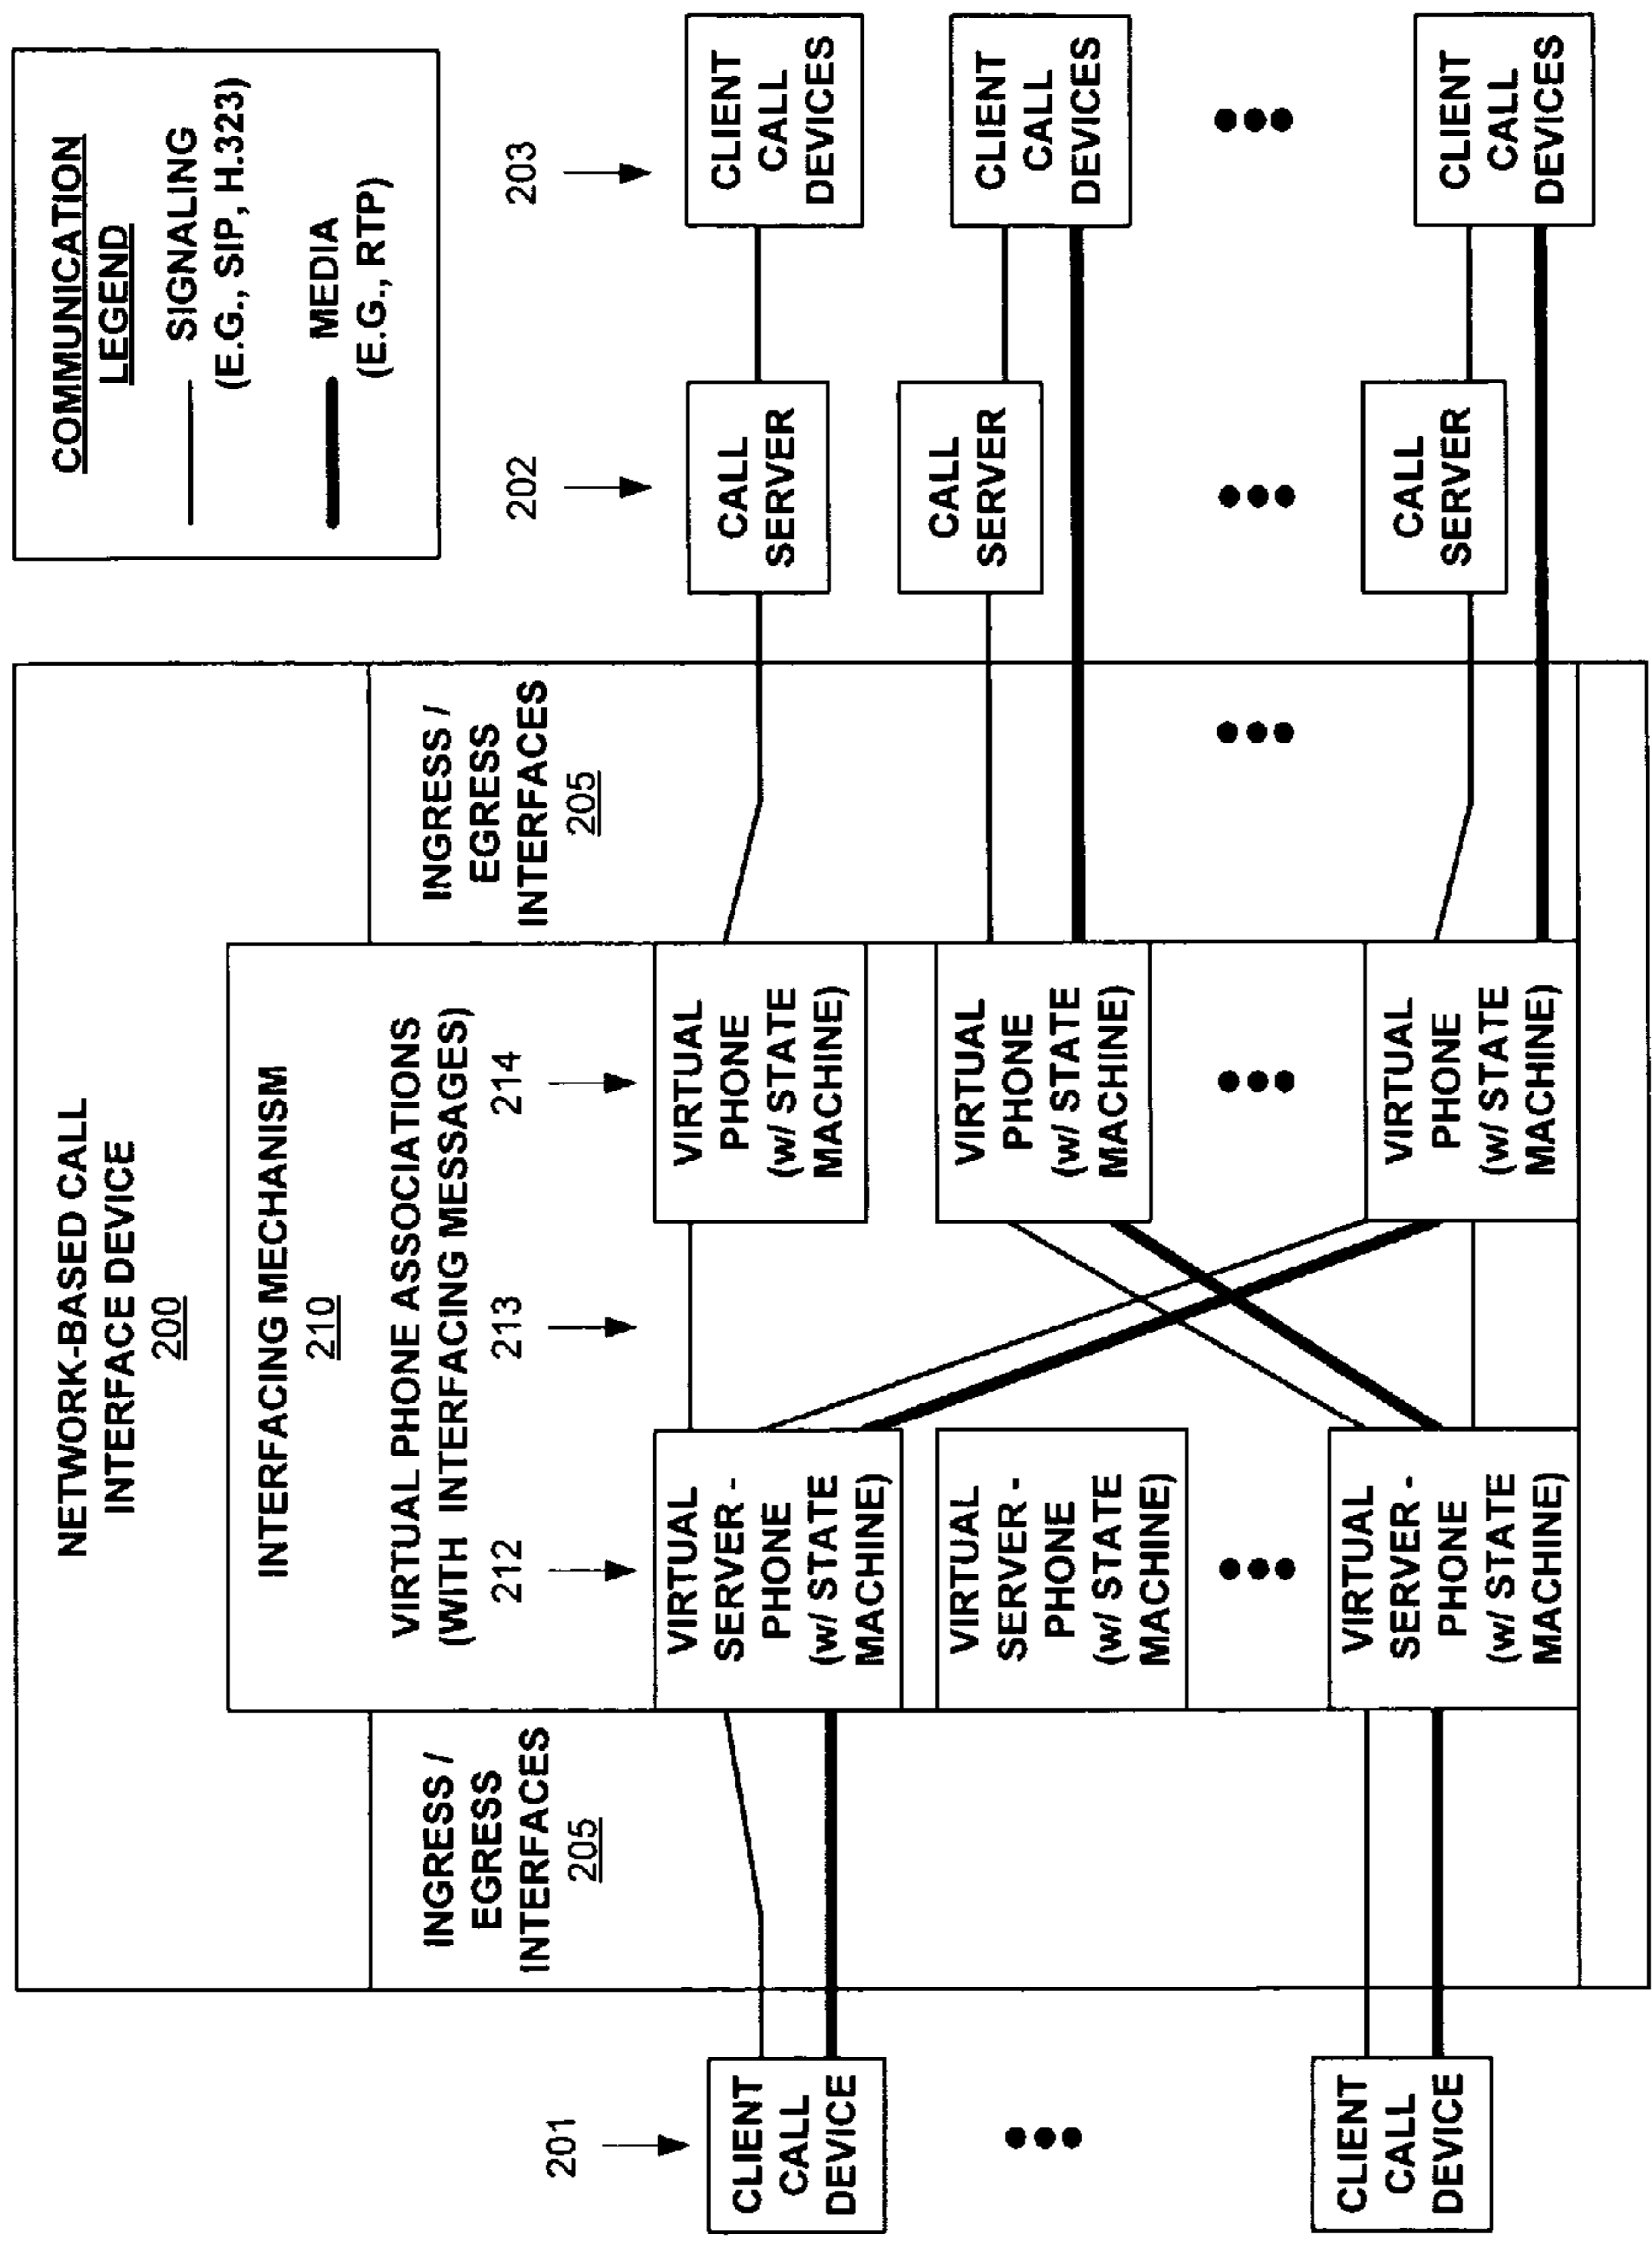 NETWORK-BASED CALL
INTERFACE DEVICE
200
COMMUNICATION
LEGEND
SIGNALING
(E.G., SIP, H.323)
MEDIA
(E.G., RTP)
INTERFACING MECHANISM
210
VIRTUAL PHONE ASSOCIATIONS
(WITH INTERFACING MESSAGES)
212
213
214
INGRESS /
EGRESS
INTERFACES
205
INGRESS /
EGRESS
INTERFACES
205
201
202
203
CLIENT
CALL
DEVICE
VIRTUAL
SERVER -
PHONE
(w/ STATE
MACHINE)
VIRTUAL
PHONE
(w/ STATE
MACHINE)
CALL
SERVER
CLIENT
CALL
DEVICES
VIRTUAL
SERVER -
PHONE
(w/ STATE
MACHINE)
VIRTUAL
PHONE
(w/ STATE
MACHINE)
CALL
SERVER
CLIENT
CALL
DEVICES
CLIENT
CALL
DEVICE
VIRTUAL
SERVER -
PHONE
(w/ STATE
MACHINE)
VIRTUAL
PHONE
(w/ STATE
MACHINE)
CALL
SERVER
CLIENT
CALL
DEVICES